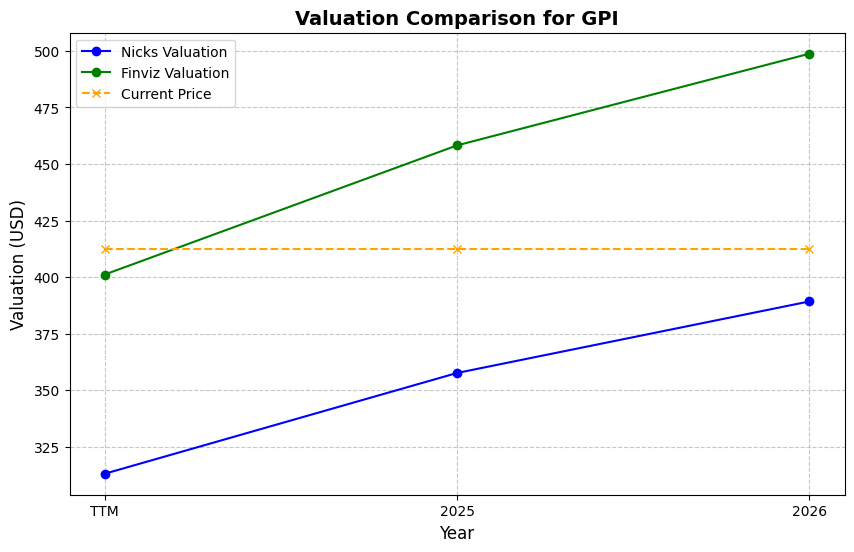 Valuation Comparison for GPI
Nicks Valuation
Finviz Valuation
Current Price
Valuation (USD)
500
475
450
425
400
375
350
325
TTM
2025
2026
Year